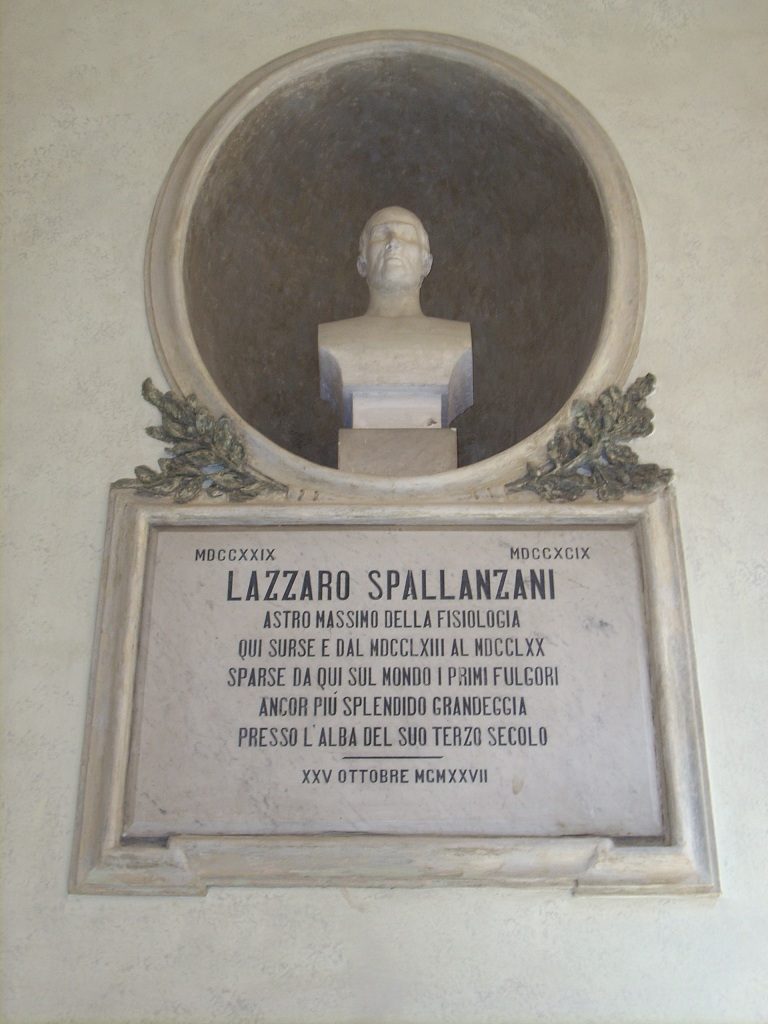 MDCCXXIX MDCCXCIX
LAZZARO SPALLANZANI
ASTRO MASSIMO DELLA FISIOLOGIA
QUI SURSE E DAL MDCCLXIII AL MDCCLXX
SPARSE DA QUI SUL MONDO I PRIMI FULGORI
ANCOR PIÚ SPLENDIDO GRANDEGGIA
PRESSO L'ALBA DEL SUO TERZO SECOLO
XXV OTTOBRE MCMXXVII